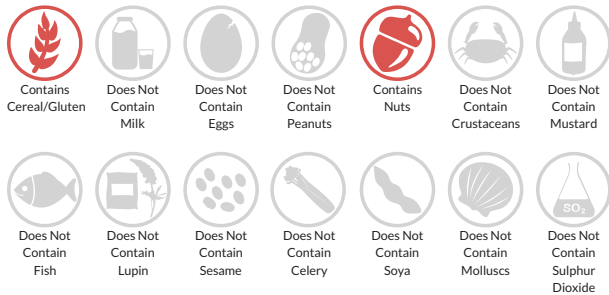 Contains
Cereal/Gluten
Does Not
Contain
Milk
Does Not
Contain
Eggs
Does Not
Contain
Peanuts
Contains
Nuts
Does Not
Contain
Crustaceans
Does Not
Contain
Mustard
Does Not
Contain
Fish
Does Not
Contain
Lupin
Does Not
Contain
Sesame
Does Not
Contain
Celery
Does Not
Contain
Soya
Does Not
Contain
Molluscs
SO₂
Does Not
Contain
Sulphur
Dioxide